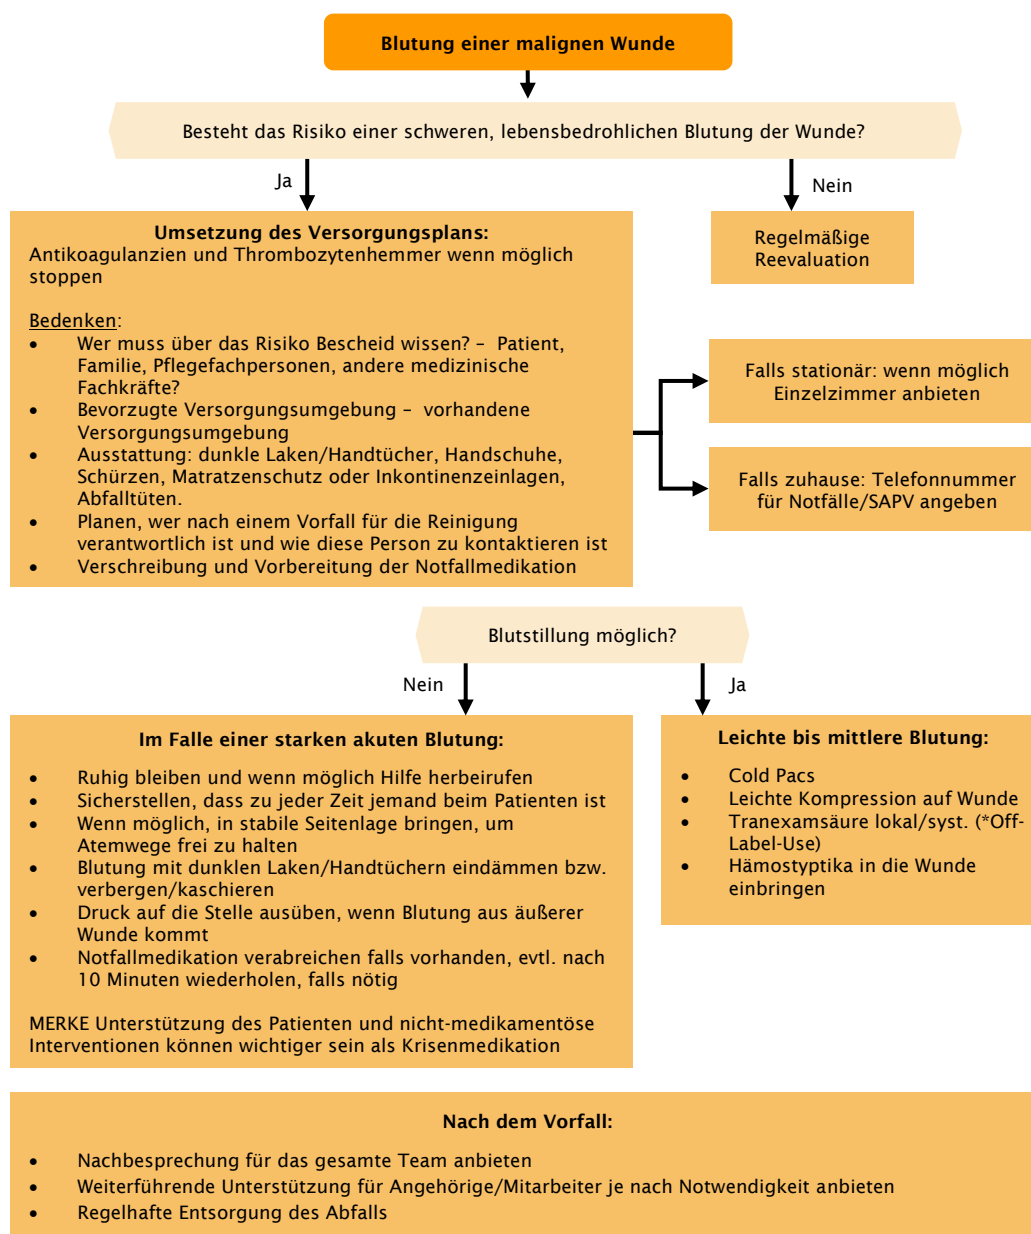 Blutung einer malignen Wunde
Besteht das Risiko einer schweren, lebensbedrohlichen Blutung der Wunde?
Ja
Nein
Umsetzung des Versorgungsplans:
Antikoagulanzien und Thrombozytenhemmer wenn möglich
stoppen
Bedenken:
• Wer muss über das Risiko Bescheid wissen? – Patient,
Familie, Pflegefachpersonen, andere medizinische
Fachkräfte?
• Bevorzugte Versorgungsumgebung – vorhandene
Versorgungsumgebung
• Ausstattung: dunkle Laken/Handtücher, Handschuhe,
Schürzen, Matratzenschutz oder Inkontinenzeinlagen,
Abfalltüten.
• Planen, wer nach einem Vorfall für die Reinigung
verantwortlich ist und wie diese Person zu kontaktieren ist
• Verschreibung und Vorbereitung der Notfallmedikation
Regelmäßige
Reevaluation
Falls stationär: wenn möglich
Einzelzimmer anbieten
Falls zuhause: Telefonnummer
für Notfälle/SAPV angeben
Blutstillung möglich?
Nein
Ja
Im Falle einer starken akuten Blutung:
• Ruhig bleiben und wenn möglich Hilfe herbeirufen
• Sicherstellen, dass zu jeder Zeit jemand beim Patienten ist
• Wenn möglich, in stabile Seitenlage bringen, um
Atemwege frei zu halten
• Blutung mit dunklen Laken/Handtüchern eindämmen bzw.
verbergen/kaschieren
• Druck auf die Stelle ausüben, wenn Blutung aus äußerer
Wunde kommt
• Notfallmedikation verabreichen falls vorhanden, evtl. nach
10 Minuten wiederholen, falls nötig
MERKE Unterstützung des Patienten und nicht-medikamentöse
Interventionen können wichtiger sein als Krisenmedikation
Leichte bis mittlere Blutung:
• Cold Pacs
• Leichte Kompression auf Wunde
• Tranexamsäure lokal/syst. (*Off-
Label-Use)
• Hämostyptika in die Wunde
einbringen
Nach dem Vorfall:
• Nachbesprechung für das gesamte Team anbieten
• Weiterführende Unterstützung für Angehörige/Mitarbeiter je nach Notwendigkeit anbieten
• Regelhafte Entsorgung des Abfalls